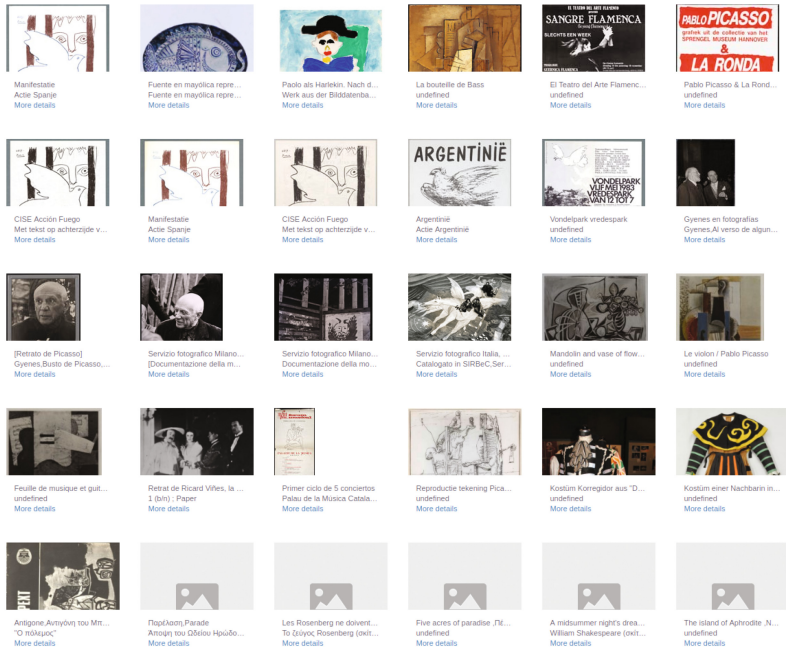 EL TEATRO DEL ARTE FLAMENCO
SANGRE FLAMENCA
SLECHTS EEN WEEK
PABLO PICASSO
grafiek uit de collectie van het
SPRENGEL MUSEUM HANNOVER
&
LA RONDA
Manifestatie
Actie Spanje
More details
Fuente en mayólica repre…
Fuente en mayólica repre…
More details
Paolo als Harlekin. Nach d…
Werk aus der Bilddatenba…
More details
La bouteille de Bass
undefined
More details
El Teatro del Arte Flamenc…
undefined
More details
Pablo Picasso & La Rond…
undefined
More details
ARGENTINIË
VONDELPARK
VIJF MEI 1983
VREDESPARK
VAN 12 TOT 7
CISE Acción Fuego
Met tekst op achterzijde v…
More details
Manifestatie
Actie Spanje
More details
CISE Acción Fuego
Met tekst op achterzijde v…
More details
Argentinië
Actie Argentinië
More details
Vondelpark vredespark
undefined
More details
Gyenes en fotografías
Gyenes,Al verso de algun…
More details
[Retrato de Picasso]
Gyenes,Busto de Picasso,…
More details
Servizio fotografico Milano…
[Documentazione della m…
More details
Servizio fotografico Milano…
Documentazione della mo…
More details
Servizio fotografico Italia, …
Catalogato in SIRBeC,Ser…
More details
Mandolin and vase of flow…
undefined
More details
Le violon / Pablo Picasso
undefined
More details
Feuille de musique et guit…
undefined
More details
Retrat de Ricard Viñes, la …
1 (b/n) : Paper
More details
Primer ciclo de 5 conciertos
Palau de la Música Catala…
More details
Reproductie tekening Pica…
undefined
More details
Kostüm Korregidor aus "D…
undefined
More details
Kostüm einer Nachbarin in…
undefined
More details
Antigone,Αντιγόνη του Μπ…
"Ο πόλεμος"
More details
Παρέλαση,Parade
Άποψη του Ωδείου Ηρώδο…
More details
Les Rosenberg ne doivent…
Το ζεύγος Rosenberg (σκίτ…
More details
Five acres of paradise ,Πέ…
undefined
More details
A midsummer night's drea…
William Shakespeare (σκίτ…
More details
The island of Aphrodite ,Ν…
undefined
More details